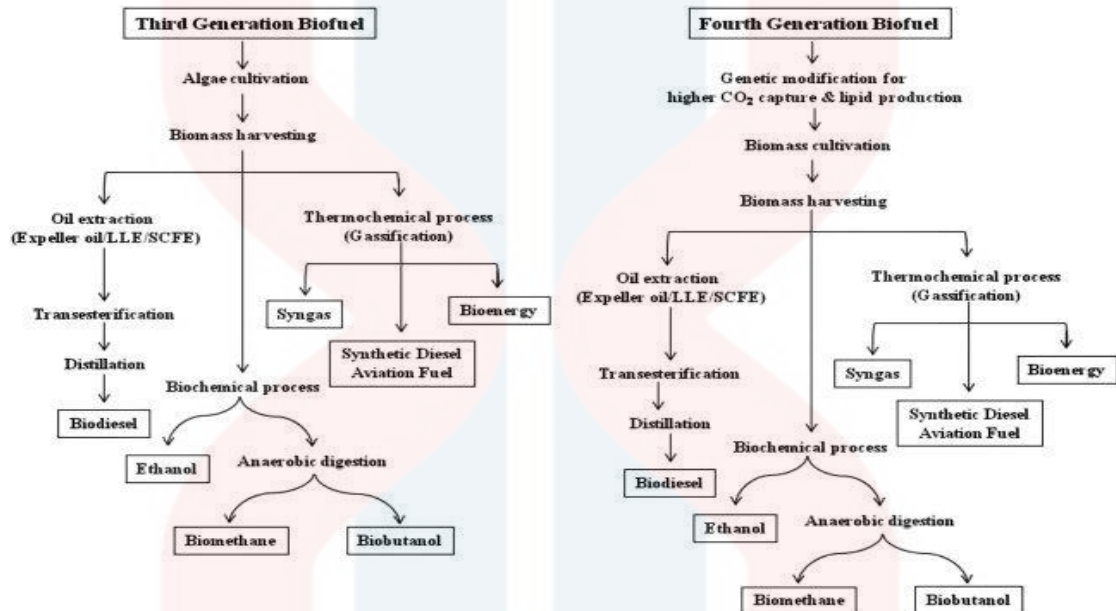 Third Generation Biofuel
Algae cultivation
Biomass harvesting
Oil extraction
(Expeller oil/LLE/SCFE)
Thermochemical process
(Gassification)
Transesterification
Syngas
Bioenergy
Distillation
Synthetic Diesel
Aviation Fuel
Biochemical process
Biodiesel
Ethanol
Anaerobic digestion
Biomethane
Biobutanol
Fourth Generation Biofuel
Genetic modification for
higher CO₂ capture & lipid production
Biomass cultivation
Biomass harvesting
Oil extraction
(Expeller oil/LLE/SCFE)
Thermochemical process
(Gassification)
Transesterification
Syngas
Bioenergy
Distillation
Synthetic Diesel
Aviation Fuel
Biochemical process
Biodiesel
Ethanol
Anaerobic digestion
Biomethane
Biobutanol